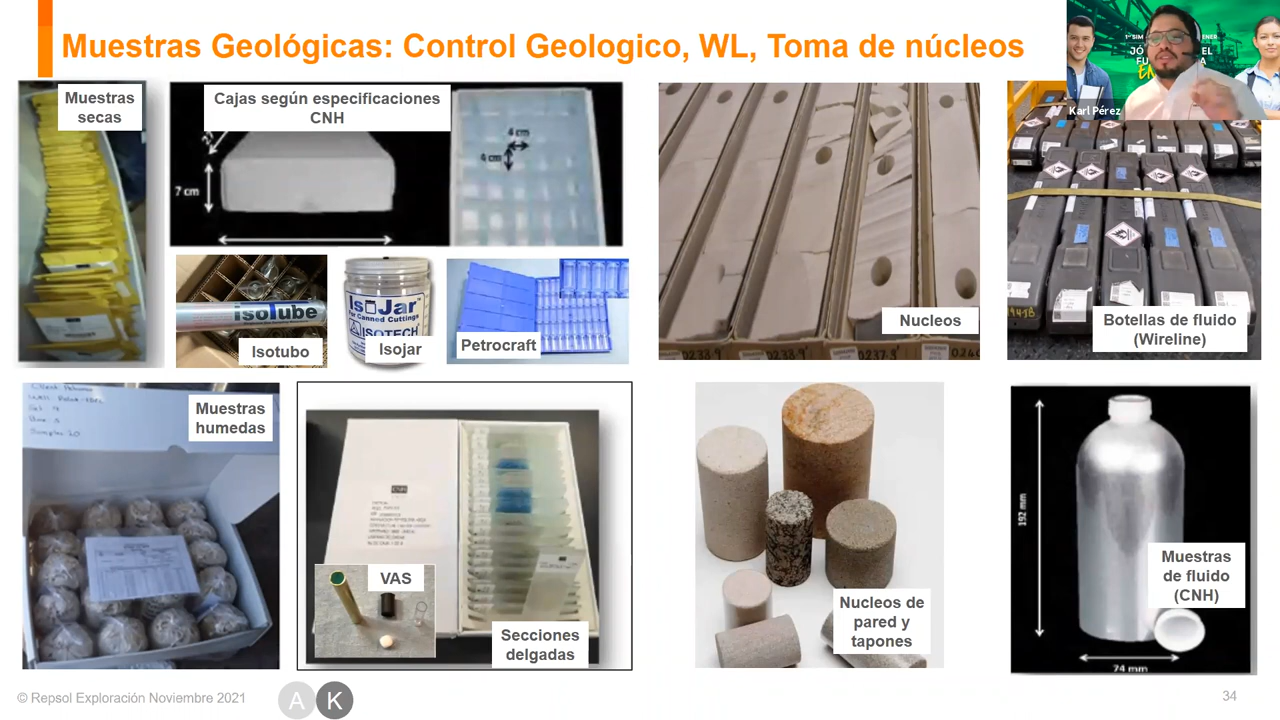 Muestras Geológicas: Control Geologico, WL, Toma de núcleos
Karl Pérez
Muestras
secas
Cajas según especificaciones
CNH
7 cm
4 cm
4 cm
isoTube
Isotubo
IsoJar
For Canned Cuttings
ISOTECH
Isojar
Petrocraft
Nucleos
Botellas de fluido
(Wireline)
Muestras
humedas
VAS
Secciones
delgadas
Nucleos de
pared y
tapones
192 mm
74 mm
Muestras
de fluido
(CNH)
© Repsol Exploración Noviembre 2021
A K
34